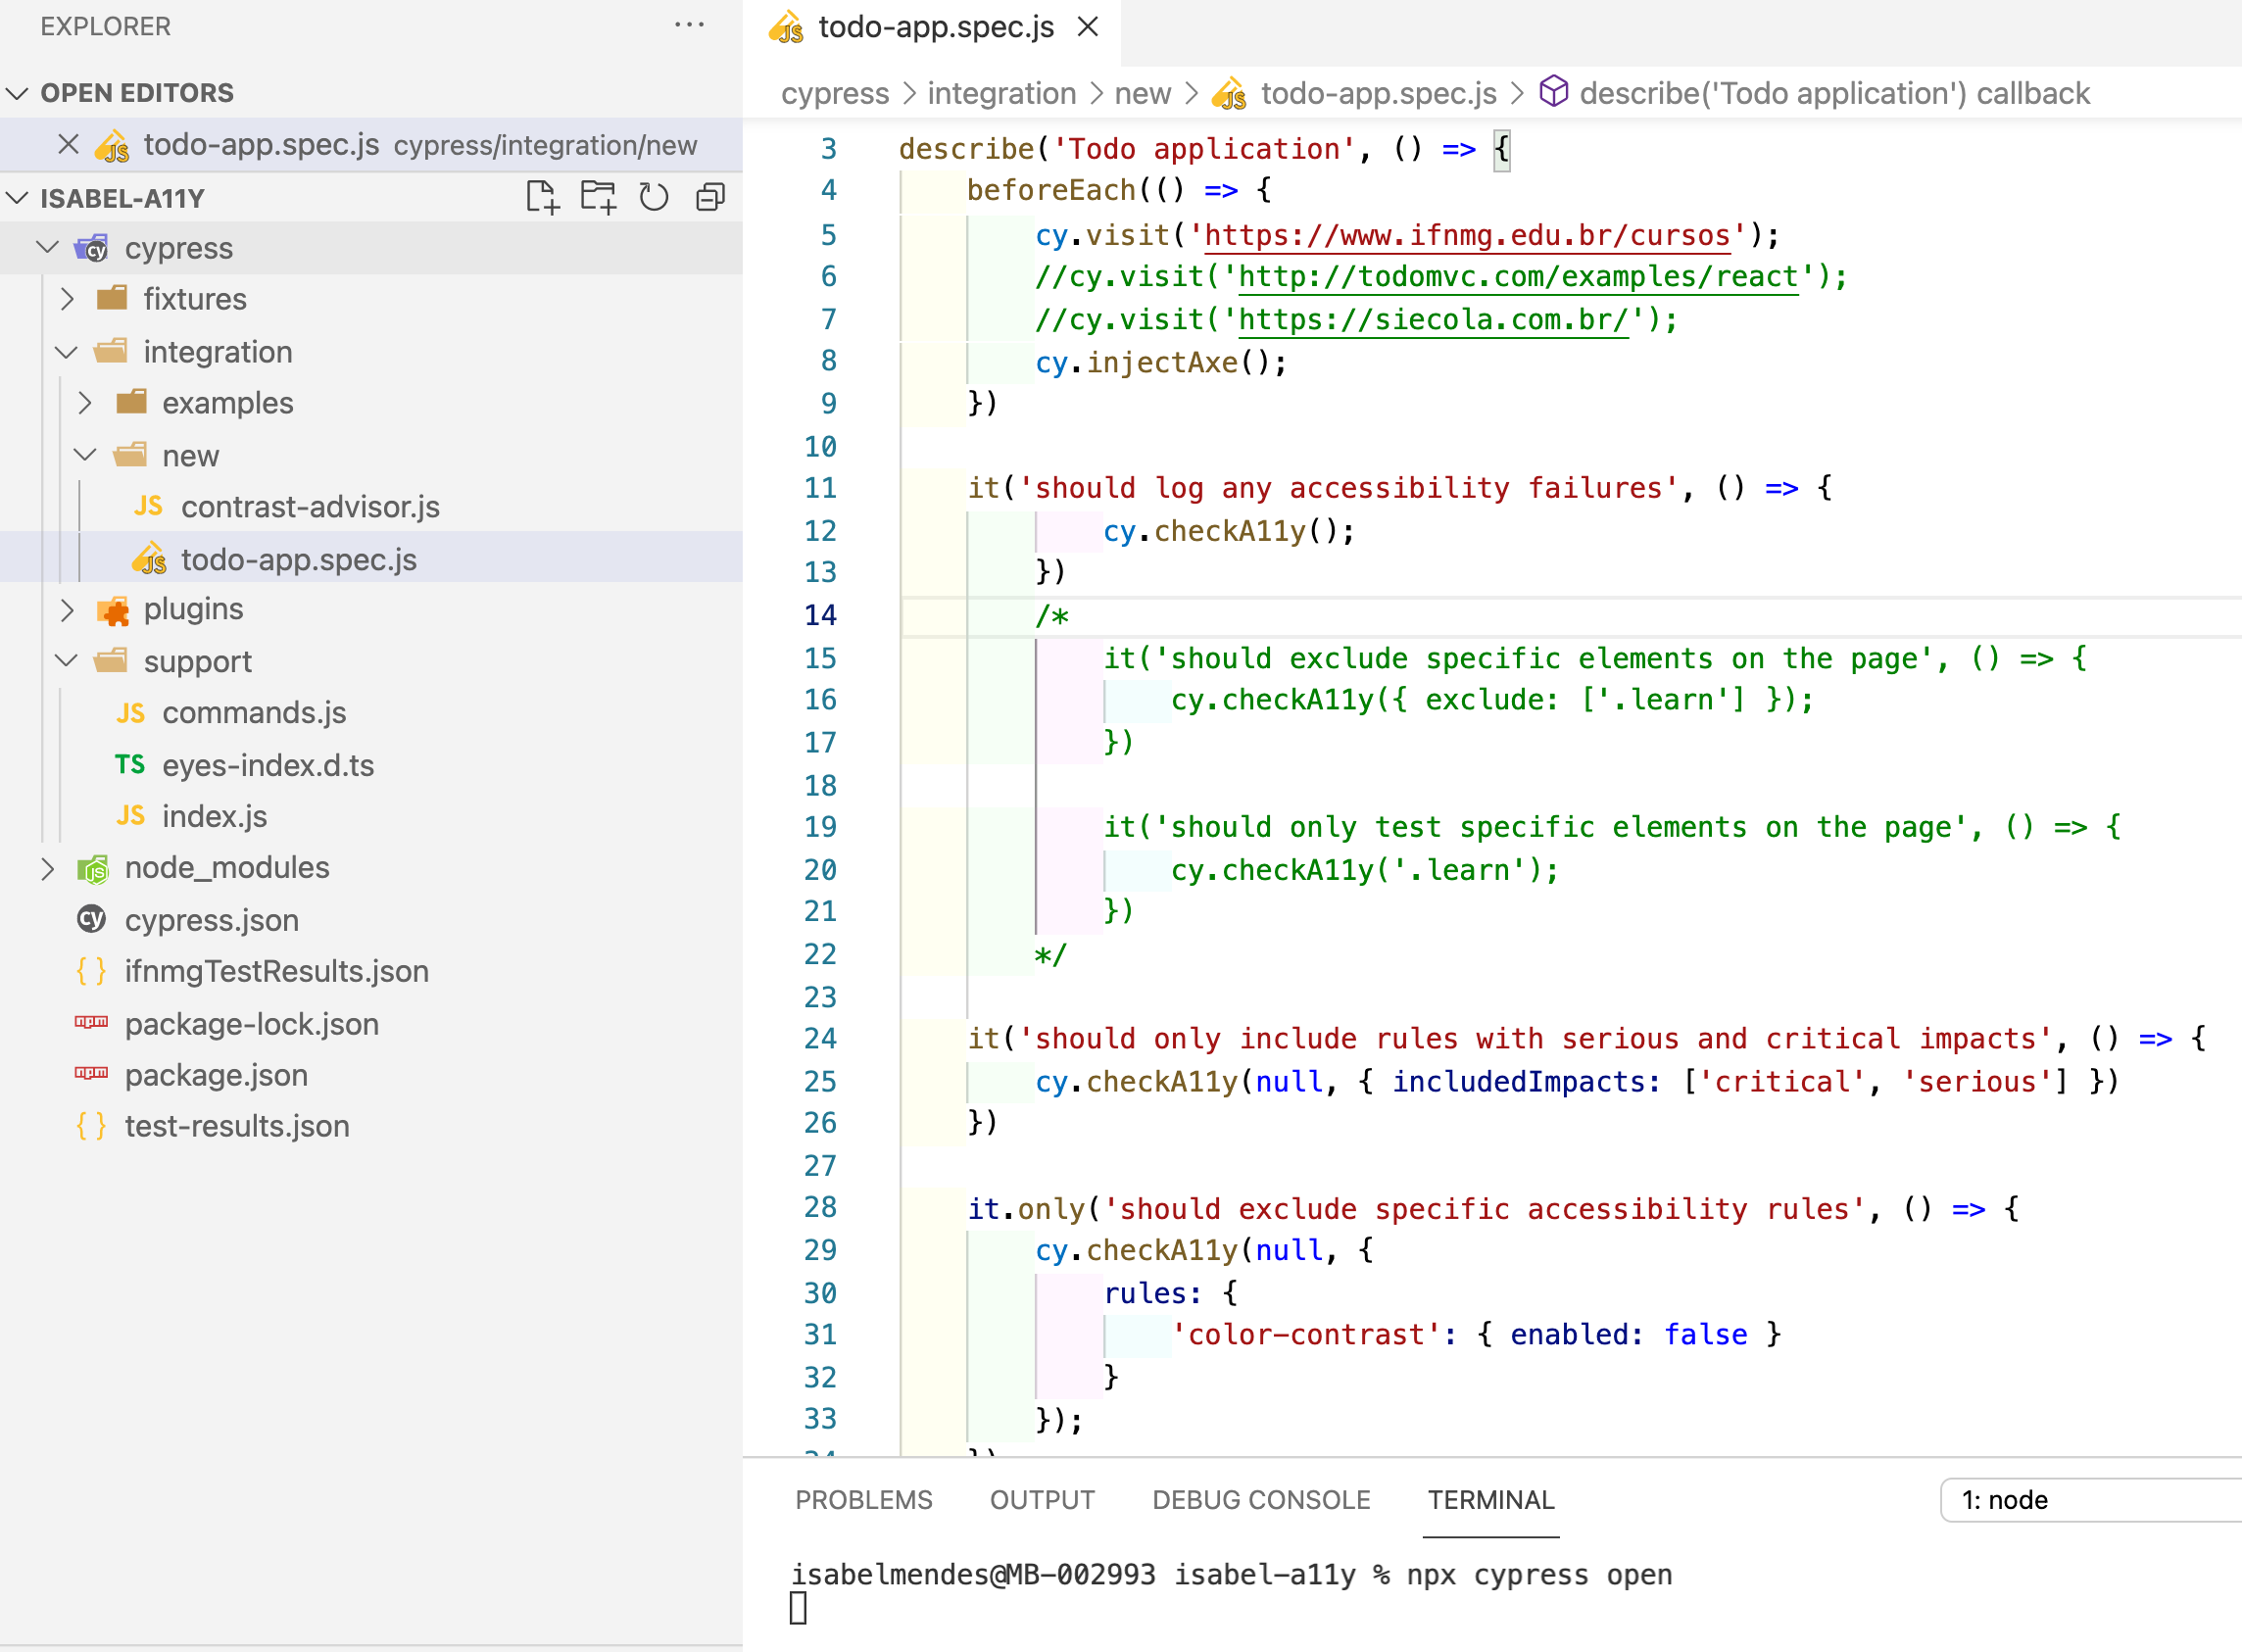 EXPLORER
OPEN EDITORS
todo-app.spec.js cypress/integration/new
ISABEL-A11Y
cypress
fixtures
integration
examples
new
JS contrast-advisor.js
JS todo-app.spec.js
plugins
support
JS commands.js
TS eyes-index.d.ts
JS index.js
node_modules
cy cypress.json
{ } ifnmgTestResults.json
npm package-lock.json
npm package.json
{ } test-results.json
JS todo-app.spec.js
cypress > integration > new > JS todo-app.spec.js > describe('Todo application') callback
3 describe('Todo application', () => {
4 beforeEach(() => {
5 cy.visit('https://www.ifnmg.edu.br/cursos');
6 //cy.visit('http://todomvc.com/examples/react');
7 //cy.visit('https://siecola.com.br/');
8 cy.injectAxe();
9 })
10
11 it('should log any accessibility failures', () => {
12 cy.checkA11y();
13 })
14 /*
15 it('should exclude specific elements on the page', () => {
16 cy.checkA11y({ exclude: ['.learn'] });
17 })
18
19 it('should only test specific elements on the page', () => {
20 cy.checkA11y('.learn');
21 })
22 */
23
24 it('should only include rules with serious and critical impacts', () => {
25 cy.checkA11y(null, { includedImpacts: ['critical', 'serious'] })
26 })
27
28 it.only('should exclude specific accessibility rules', () => {
29 cy.checkA11y(null, {
30 rules: {
31 'color-contrast': { enabled: false }
32 }
33 });
PROBLEMS OUTPUT DEBUG CONSOLE TERMINAL 1: node
isabelmendes@MB-002993 isabel-a11y % npx cypress open